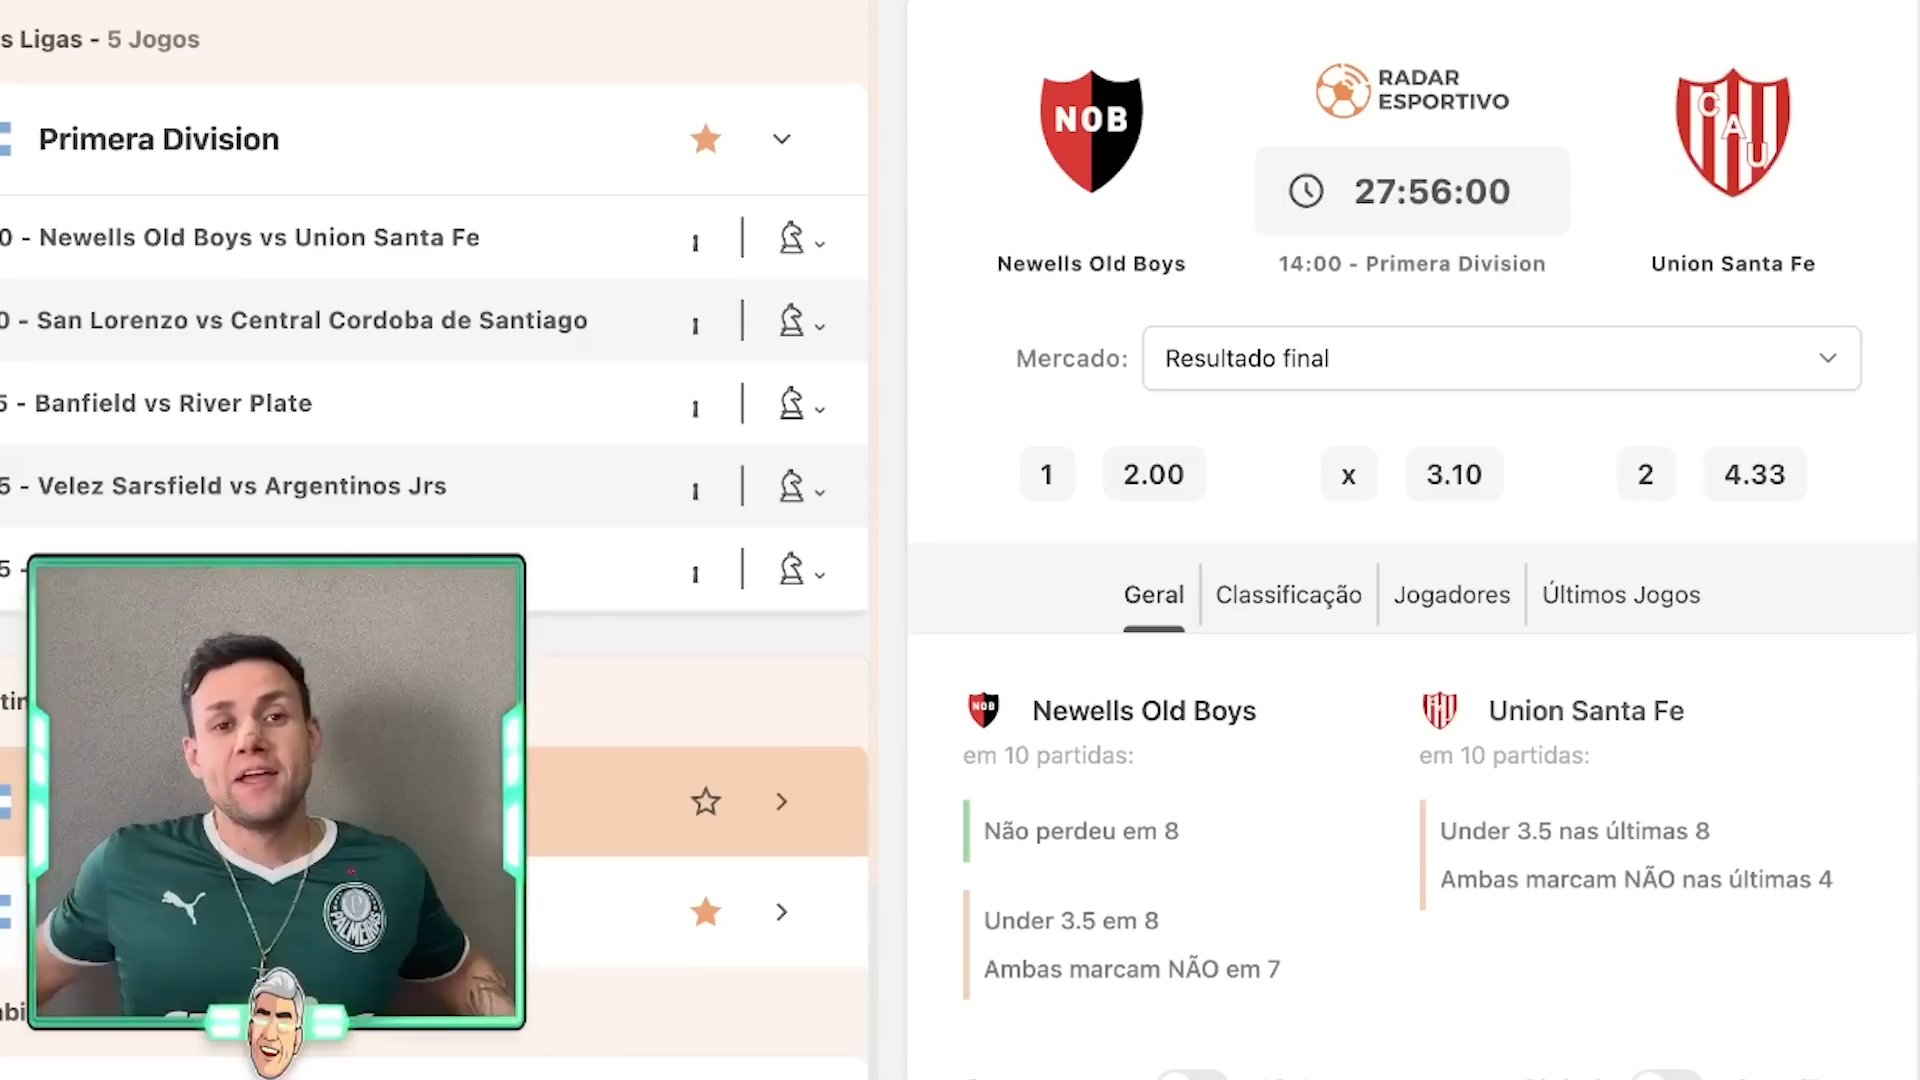 s Ligas - 5 Jogos
Primera Division
0 - Newells Old Boys vs Union Santa Fe
0 - San Lorenzo vs Central Cordoba de Santiago
5 - Banfield vs River Plate
5 - Velez Sarsfield vs Argentinos Jrs
5 -
tin
PALMEIRAS
bi
NOB
RADAR
ESPORTIVO
CAU
27:56:00
Newells Old Boys
14:00 - Primera Division
Union Santa Fe
Mercado:
Resultado final
1 2.00 x 3.10 2 4.33
Geral
Classificação
Jogadores
Últimos Jogos
NOB
Newells Old Boys
em 10 partidas:
Não perdeu em 8
Under 3.5 em 8
Ambas marcam NÃO em 7
Union Santa Fe
em 10 partidas:
Under 3.5 nas últimas 8
Ambas marcam NÃO nas últimas 4